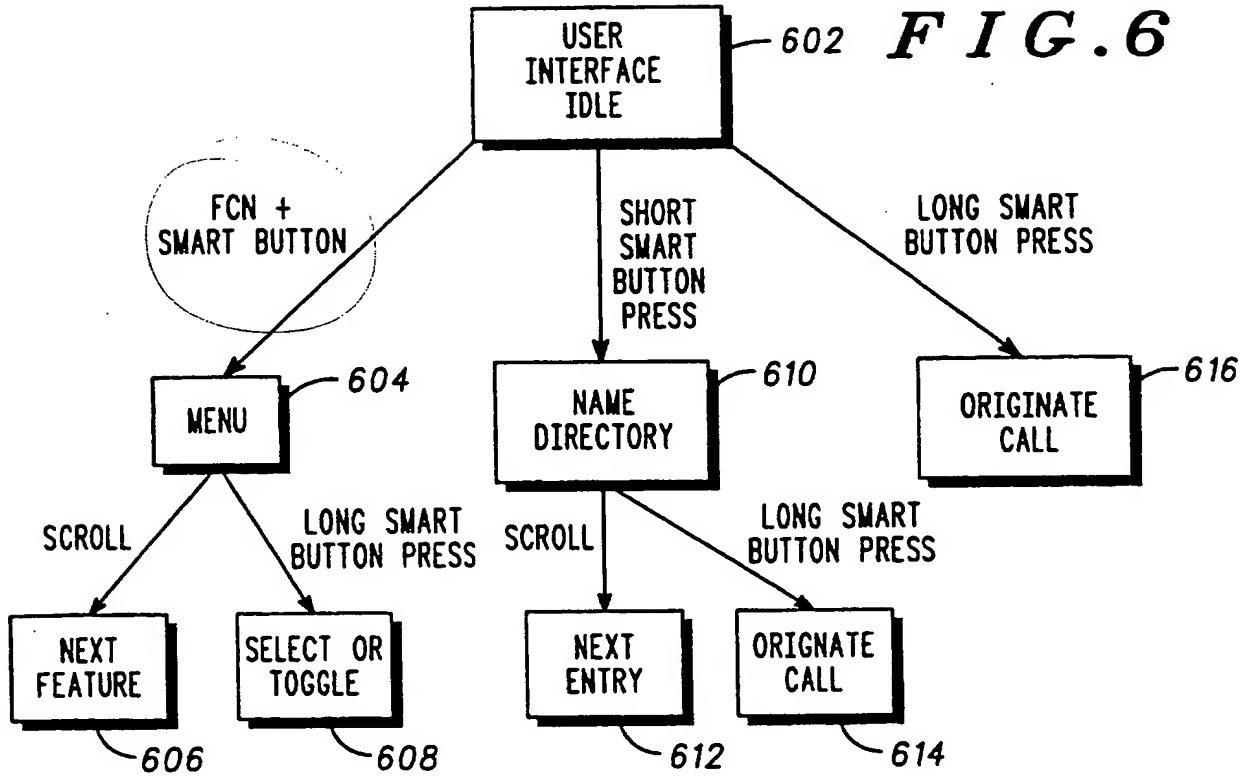 FIG.6
USER
INTERFACE
IDLE
602
FCN +
SMART BUTTON
SHORT
SMART
BUTTON
PRESS
LONG SMART
BUTTON PRESS
MENU
604
NAME
DIRECTORY
610
ORIGINATE
CALL
616
SCROLL
LONG SMART
BUTTON PRESS
SCROLL
LONG SMART
BUTTON PRESS
NEXT
FEATURE
606
SELECT OR
TOGGLE
608
NEXT
ENTRY
612
ORIGNATE
CALL
614